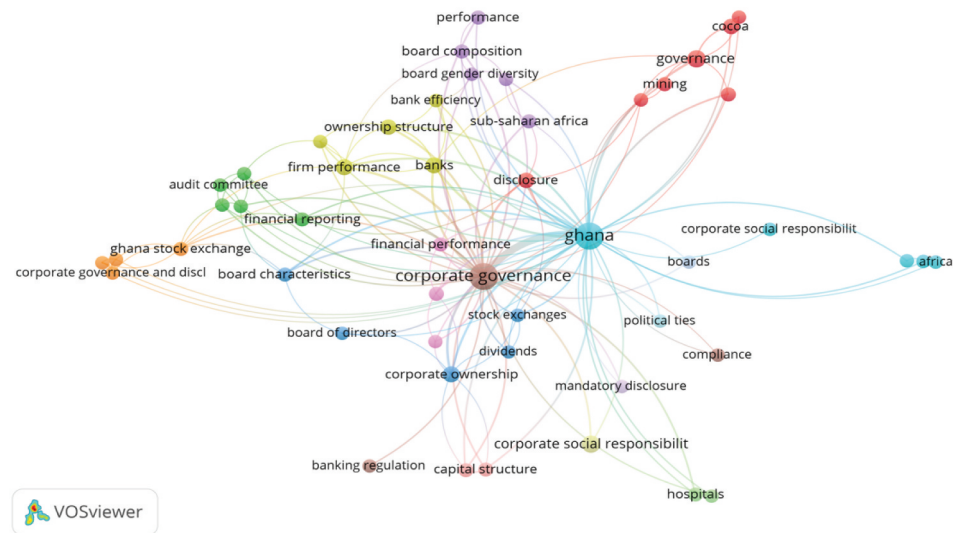 performance
cocoa
board composition
governance
board gender diversity
mining
bank efficiency
sub-saharan africa
ownership structure
firm performance
banks
disclosure
audit committee
financial reporting
corporate social responsibilit
ghana
financial performance
ghana stock exchange
boards
africa
corporate governance and discl
board characteristics
corporate governance
stock exchanges
political ties
board of directors
dividends
compliance
corporate ownership
mandatory disclosure
corporate social responsibilit
banking regulation
capital structure
hospitals
VOSviewer